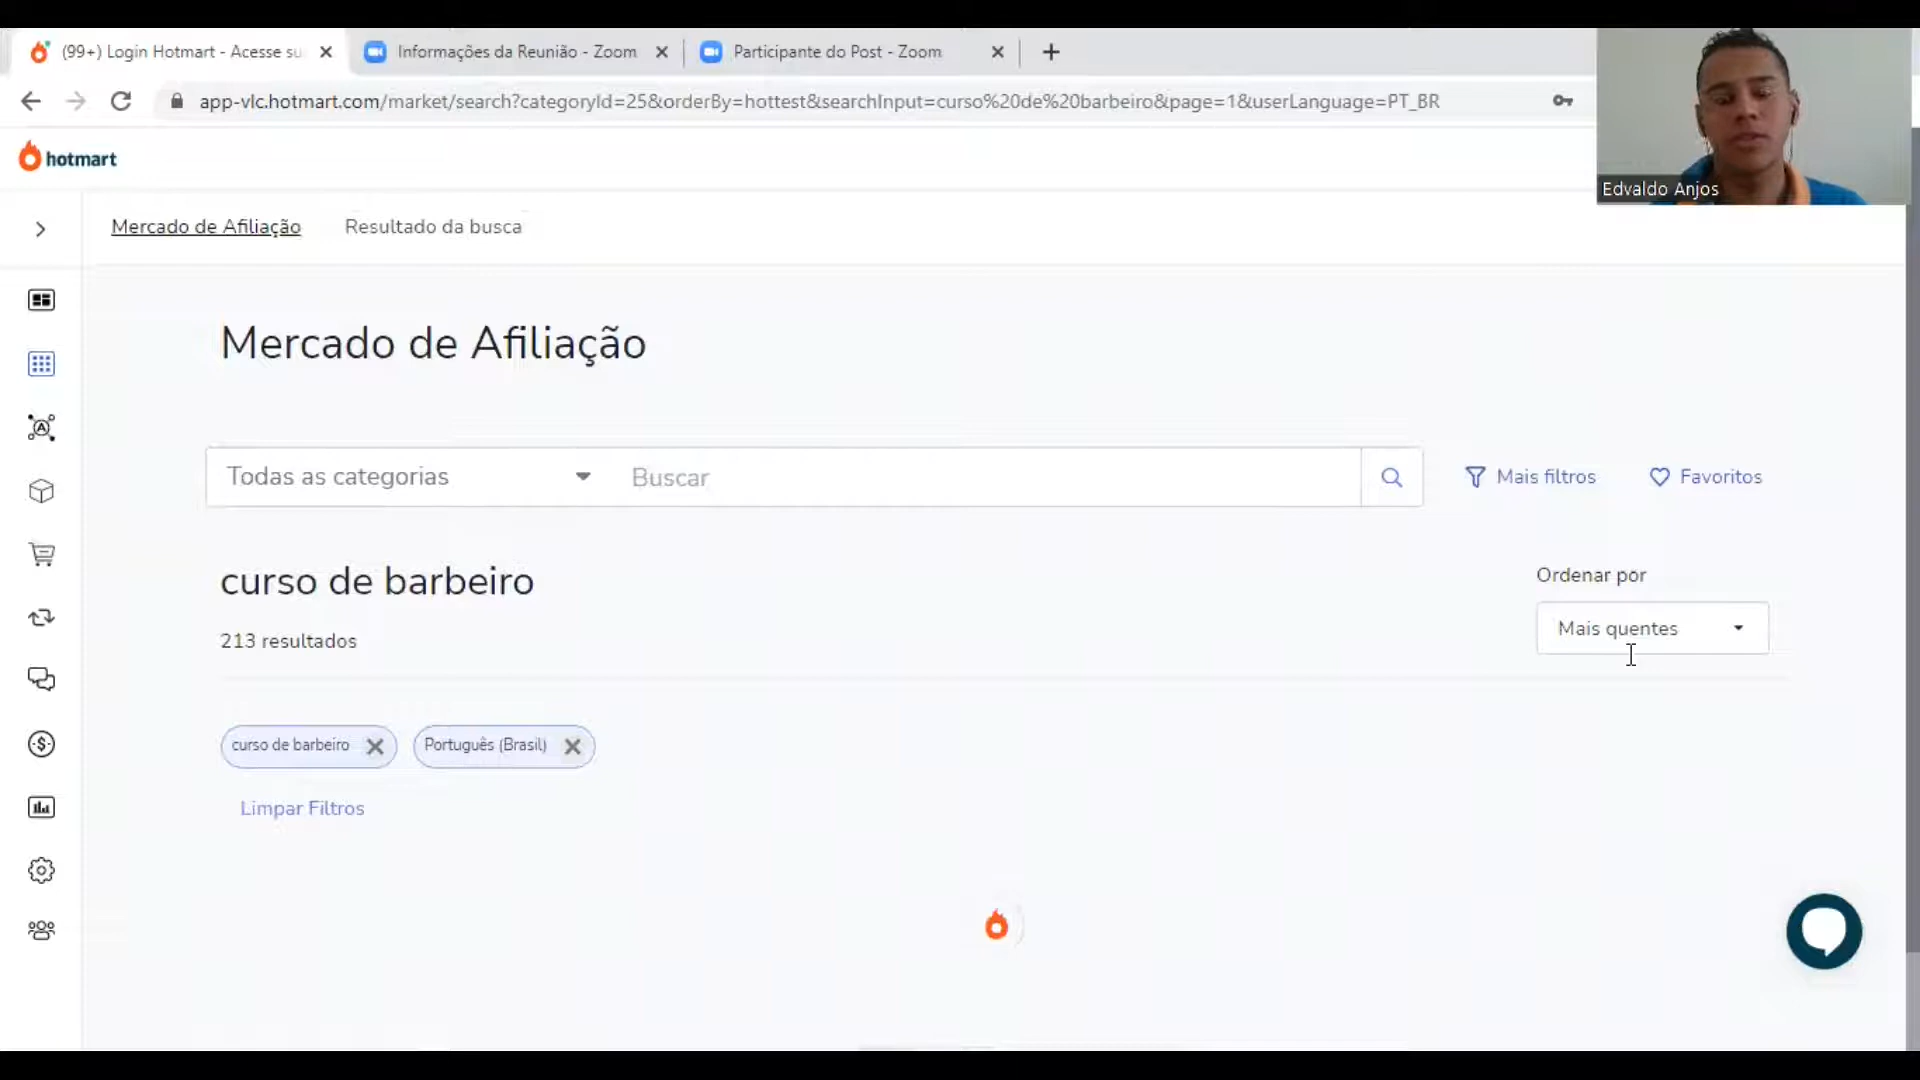 (99+) Login Hotmart - Acesse su
Informações da Reunião - Zoom
Participante do Post - Zoom
app-vlc.hotmart.com/market/search?categoryId=25&orderBy=hottest&searchInput=curso%20de%20barbeiro&page=1&userLanguage=PT_BR
Edvaldo Anjos
hotmart
Mercado de Afiliação
Resultado da busca
Mercado de Afiliação
Todas as categorias
Buscar
Mais filtros
Favoritos
curso de barbeiro
Ordenar por
Mais quentes
213 resultados
curso de barbeiro
Português (Brasil)
Limpar Filtros